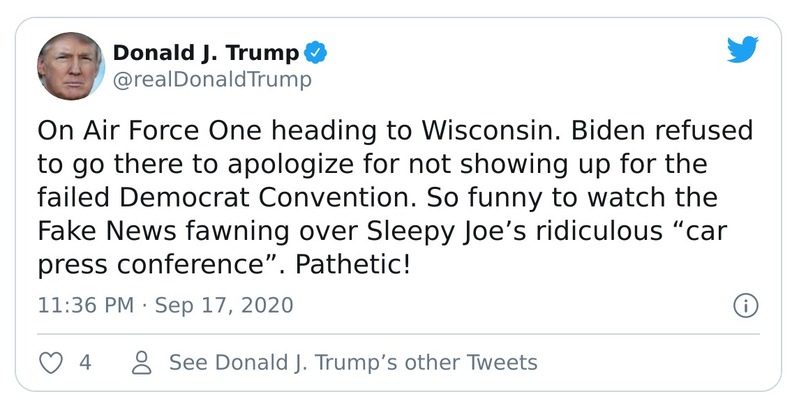 Donald J. Trump
@realDonaldTrump
On Air Force One heading to Wisconsin. Biden refused
to go there to apologize for not showing up for the
failed Democrat Convention. So funny to watch the
Fake News fawning over Sleepy Joe’s ridiculous “car
press conference”. Pathetic!
11:36 PM · Sep 17, 2020
4 See Donald J. Trump’s other Tweets